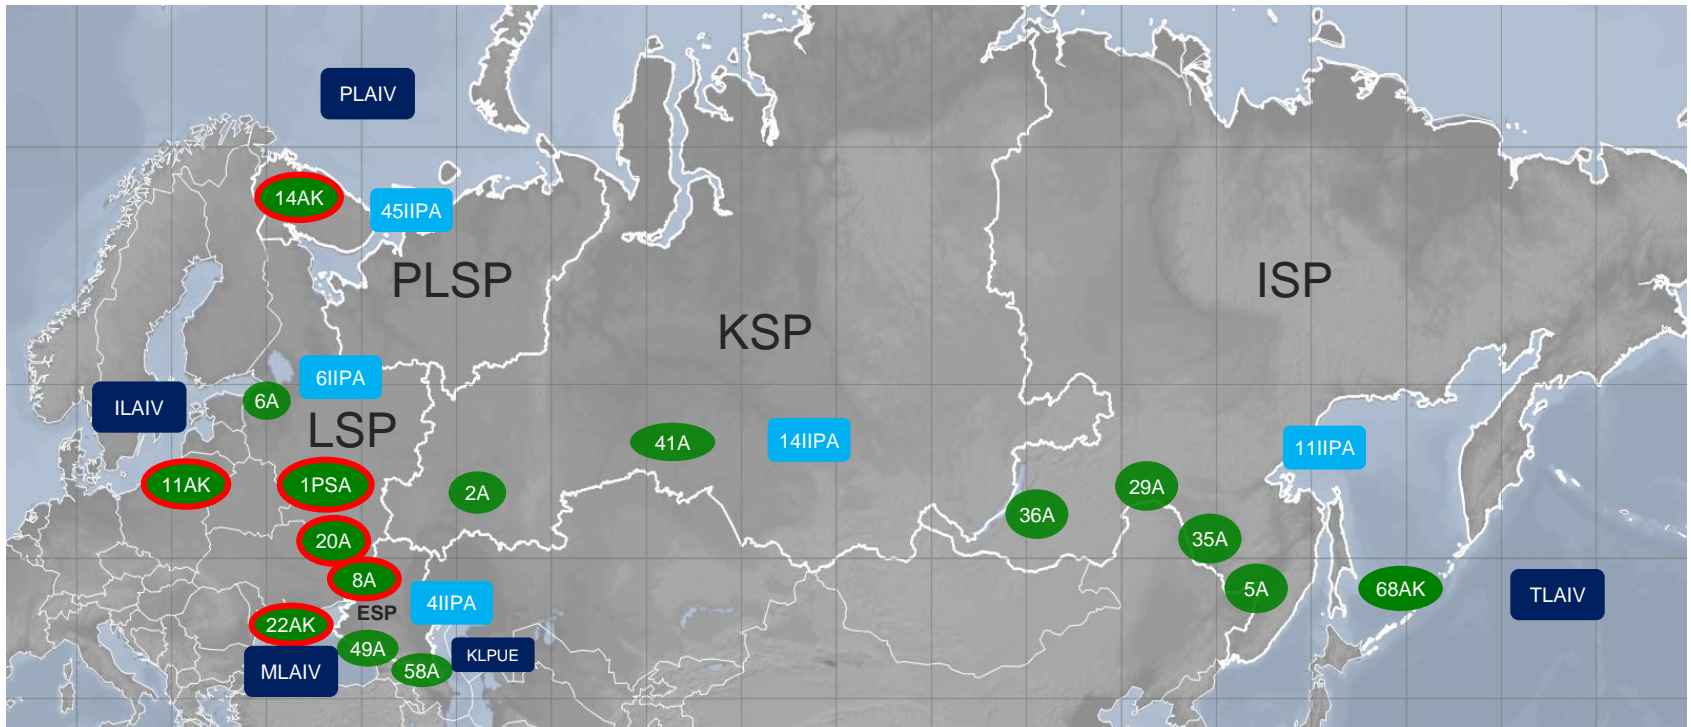 PLAIV
14AK
45IIPA
PLSP
ISP
KSP
6IIPA
6A
ILAIV
LSP
41A
14IIPA
11IIPA
11AK
1PSA
2A
29A
36A
20A
35A
8A
5A
68AK
TLAIV
4IIPA
ESP
22AK
49A
KLPUE
58A
MLAIV